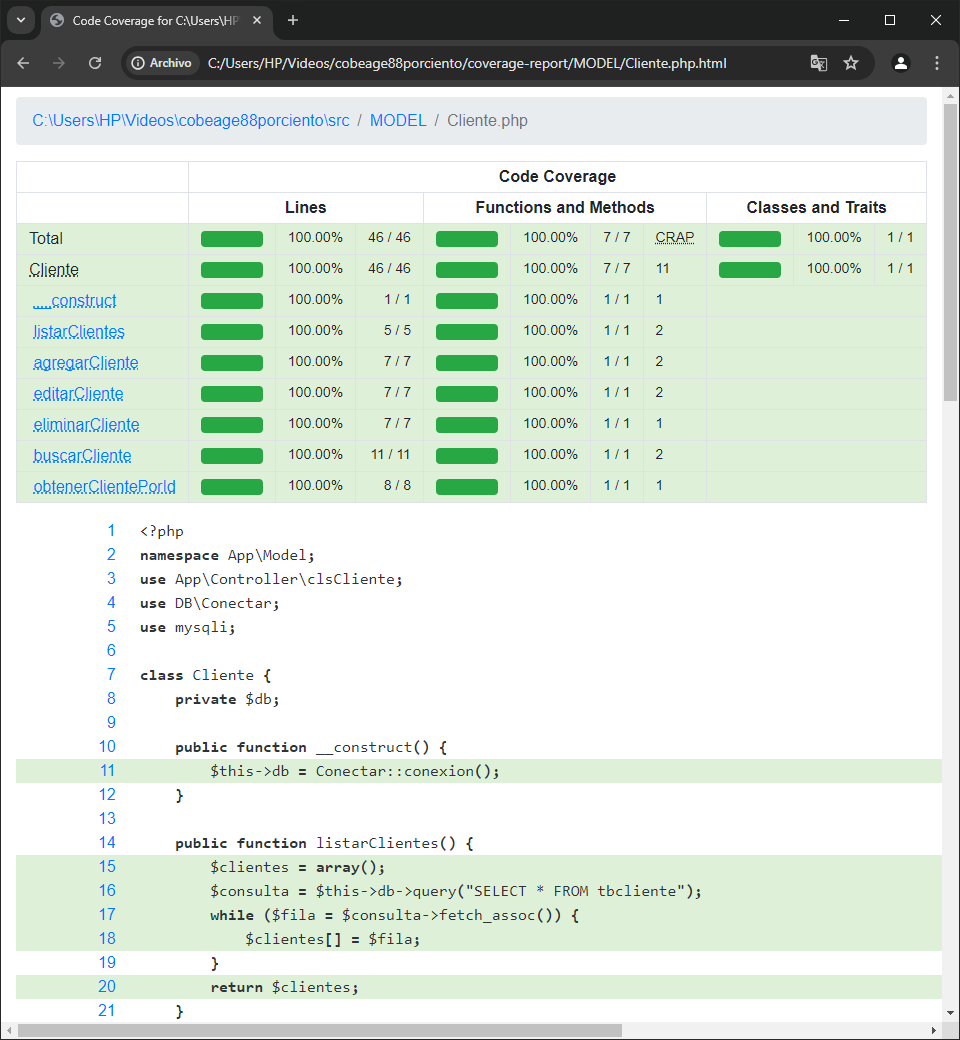 Code Coverage for C:\Users\HP
Archivo C:/Users/HP/Videos/cobeage88porciento/coverage-report/MODEL/Cliente.php.html
C:\Users\HP\Videos\cobeage88porciento\src / MODEL / Cliente.php
Code Coverage
Lines Functions and Methods Classes and Traits
Total 100.00% 46 / 46 100.00% 7 / 7 CRAP 100.00% 1 / 1
Cliente 100.00% 46 / 46 100.00% 7 / 7 11 100.00% 1 / 1
__construct 100.00% 1 / 1 100.00% 1 / 1 1
listarClientes 100.00% 5 / 5 100.00% 1 / 1 2
agregarCliente 100.00% 7 / 7 100.00% 1 / 1 2
editarCliente 100.00% 7 / 7 100.00% 1 / 1 2
eliminarCliente 100.00% 7 / 7 100.00% 1 / 1 1
buscarCliente 100.00% 11 / 11 100.00% 1 / 1 2
obtenerClientePorId 100.00% 8 / 8 100.00% 1 / 1 1
1 <?php
2 namespace App\Model;
3 use App\Controller\clsCliente;
4 use DB\Conectar;
5 use mysqli;
6
7 class Cliente {
8 private $db;
9
10 public function __construct() {
11 $this->db = Conectar::conexion();
12 }
13
14 public function listarClientes() {
15 $clientes = array();
16 $consulta = $this->db->query("SELECT * FROM tbcliente");
17 while ($fila = $consulta->fetch_assoc()) {
18 $clientes[] = $fila;
19 }
20 return $clientes;
21 }